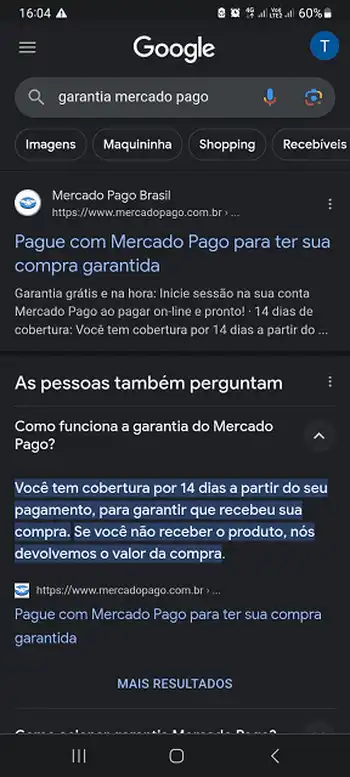 16:04
4G Vo) LTE2 60%
Google
T
garantia mercado pago
Imagens Maquininha Shopping Recebíveis
Mercado Pago Brasil
https://www.mercadopago.com.br › ...
Pague com Mercado Pago para ter sua
compra garantida
Garantia grátis e na hora: Inicie sessão na sua conta
Mercado Pago ao pagar on-line e pronto! · 14 dias de
cobertura: Você tem cobertura por 14 dias a partir do ...
As pessoas também perguntam
Como funciona a garantia do Mercado
Pago?
Você tem cobertura por 14 dias a partir do seu
pagamento, para garantir que recebeu sua
compra. Se você não receber o produto, nós
devolvemos o valor da compra.
https://www.mercadopago.com.br › ...
Pague com Mercado Pago para ter sua compra
garantida
MAIS RESULTADOS